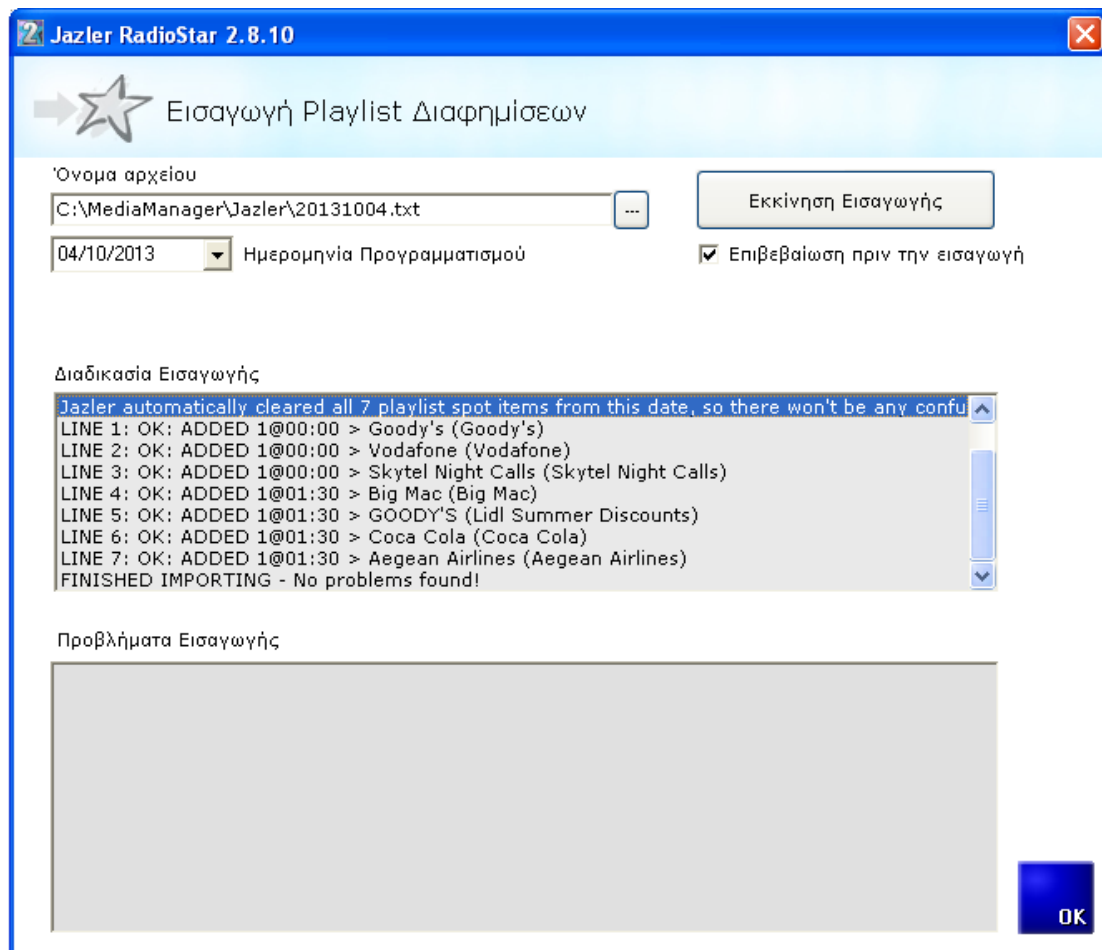 Jazler RadioStar 2.8.10
Εισαγωγή Playlist Διαφημίσεων
Όνομα αρχείου
C:\MediaManager\Jazler\20131004.txt
...
Εκκίνηση Εισαγωγής
04/10/2013
Ημερομηνία Προγραμματισμού
Επιβεβαίωση πριν την εισαγωγή
Διαδικασία Εισαγωγής
Jazler automatically cleared all 7 playlist spot items from this date, so there won't be any confu
LINE 1: OK: ADDED 1@00:00 > Goody's (Goody's)
LINE 2: OK: ADDED 1@00:00 > Vodafone (Vodafone)
LINE 3: OK: ADDED 1@00:00 > Skytel Night Calls (Skytel Night Calls)
LINE 4: OK: ADDED 1@01:30 > Big Mac (Big Mac)
LINE 5: OK: ADDED 1@01:30 > GOODY'S (Lidl Summer Discounts)
LINE 6: OK: ADDED 1@01:30 > Coca Cola (Coca Cola)
LINE 7: OK: ADDED 1@01:30 > Aegean Airlines (Aegean Airlines)
FINISHED IMPORTING - No problems found!
Προβλήματα Εισαγωγής
OK